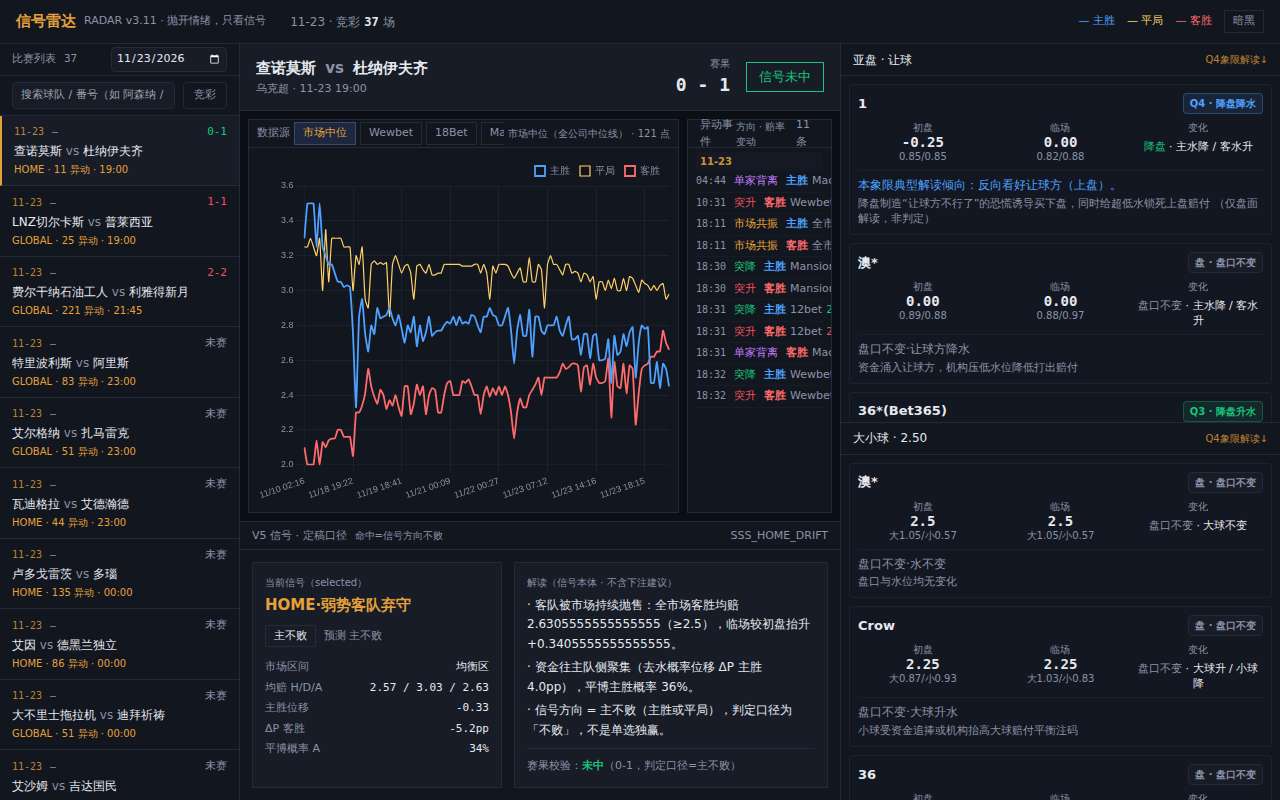 信号雷达 RADAR v3.11 · 抛开情绪，只看信号 11-23 · 竞彩 37 场
— 主胜 — 平局 — 客胜 暗黑
比赛列表 37 11/23/2026
搜索球队 / 番号（如 阿森纳 / 竞彩
11-23 — 0-1
查诺莫斯 vs 杜纳伊夫齐
HOME · 11 异动 · 19:00
11-23 — 1-1
LNZ切尔卡斯 vs 普莱西亚
GLOBAL · 25 异动 · 19:00
11-23 — 2-2
费尔干纳石油工人 vs 利雅得新月
GLOBAL · 221 异动 · 21:45
11-23 — 未赛
特里波利斯 vs 阿里斯
GLOBAL · 83 异动 · 23:00
11-23 — 未赛
艾尔格纳 vs 扎马雷克
GLOBAL · 51 异动 · 23:00
11-23 — 未赛
瓦迪格拉 vs 艾德瀚德
HOME · 44 异动 · 23:00
11-23 — 未赛
卢多戈雷茨 vs 多瑙
HOME · 135 异动 · 00:00
11-23 — 未赛
艾因 vs 德黑兰独立
HOME · 86 异动 · 00:00
11-23 — 未赛
大不里士拖拉机 vs 迪拜祈祷
GLOBAL · 51 异动 · 00:00
11-23 — 未赛
艾沙姆 vs 吉达国民
查诺莫斯 vs 杜纳伊夫齐
乌克超 · 11-23 19:00
赛果
0 - 1
信号未中
数据源 市场中位 Wewbet 18Bet Ma 市场中位（全公司中位线） · 121 点
主胜 平局 客胜
3.6
3.4
3.2
3.0
2.8
2.6
2.4
2.2
2.0
11/10 02:16 11/18 19:22 11/19 18:41 11/21 00:09 11/22 00:27 11/23 07:12 11/23 14:16 11/23 18:15
异动事件 方向 · 赔率变动 11 条
11-23
04:44 单家背离 主胜 Mac
10:31 突升 客胜 Wewbet
18:11 市场共振 主胜 全市
18:11 市场共振 客胜 全市
18:30 突降 主胜 Mansion
18:30 突升 客胜 Mansion
18:31 突降 主胜 12bet 2
18:31 突升 客胜 12bet 2
18:31 单家背离 客胜 Mac
18:32 突降 主胜 Wewbet
18:32 突升 客胜 Wewbet
V5 信号 · 定稿口径 命中=信号方向不败 SSS_HOME_DRIFT
当前信号（selected）
HOME·弱势客队弃守
主不败 预测 主不败
市场区间 均衡区
均赔 H/D/A 2.57 / 3.03 / 2.63
主胜位移 -0.33
ΔP 客胜 -5.2pp
平博概率 A 34%
解读（信号本体 · 不含下注建议）
· 客队被市场持续抛售：全市场客胜均赔
2.6305555555555555（≥2.5），临场较初盘抬升
+0.3405555555555555。
· 资金往主队侧聚集（去水概率位移 ΔP 主胜
4.0pp），平博主胜概率 36%。
· 信号方向 = 主不败（主胜或平局），判定口径为
「不败」，不是单选独赢。
赛果校验：未中（0-1，判定口径=主不败）
亚盘 · 让球 Q4象限解读↓
1 Q4 · 降盘降水
初盘 临场 变化
-0.25 0.00 降盘 · 主水降 / 客水升
0.85/0.85 0.82/0.88
本象限典型解读倾向：反向看好让球方（上盘）。
降盘制造“让球方不行了”的恐慌诱导买下盘，同时给超低水锁死上盘赔付 （仅盘面
解读，非判定）
澳* 盘 · 盘口不变
初盘 临场 变化
0.00 0.00 盘口不变 · 主水降 / 客水升
0.89/0.88 0.88/0.97
盘口不变·让球方降水
资金涌入让球方，机构压低水位降低打出赔付
36*(Bet365) Q3 · 降盘升水
大小球 · 2.50 Q4象限解读↓
澳* 盘 · 盘口不变
初盘 临场 变化
2.5 2.5 盘口不变 · 大球不变
大1.05/小0.57 大1.05/小0.57
盘口不变·水不变
盘口与水位均无变化
Crow 盘 · 盘口不变
初盘 临场 变化
2.25 2.25 盘口不变 · 大球升 / 小球降
大0.87/小0.93 大1.03/小0.83
盘口不变·大球升水
小球受资金追捧或机构抬高大球赔付平衡注码
36 盘 · 盘口不变
初盘 临场 变化